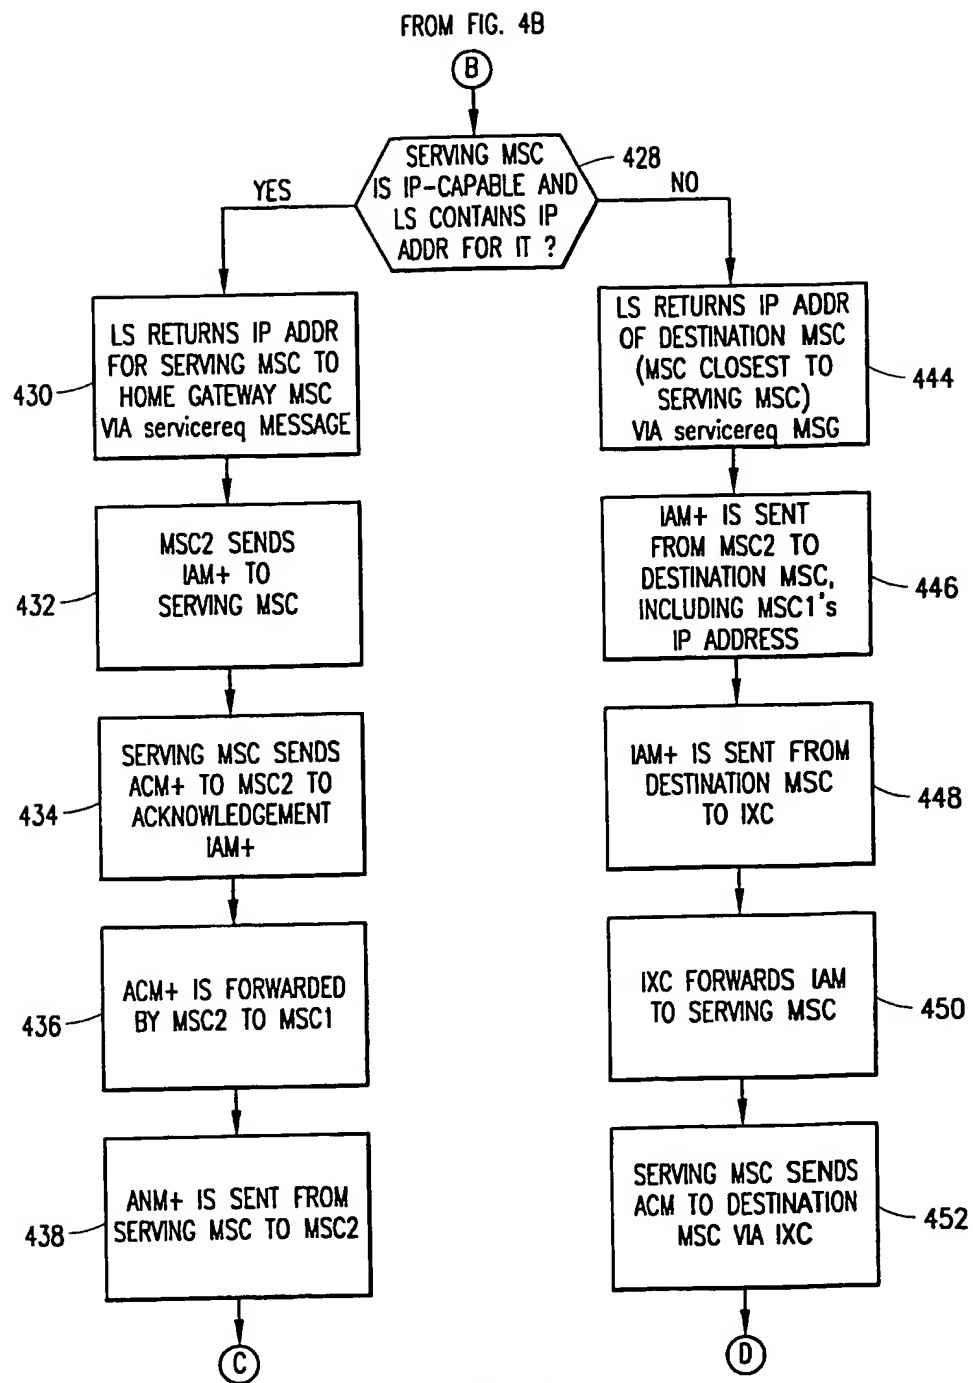 FROM FIG. 4B
B
SERVING MSC
IS IP-CAPABLE AND
LS CONTAINS IP
ADDR FOR IT ?
428
YES
NO
LS RETURNS IP ADDR
FOR SERVING MSC TO
HOME GATEWAY MSC
VIA servicereq MESSAGE
430
MSC2 SENDS
IAM+ TO
SERVING MSC
432
SERVING MSC SENDS
ACM+ TO MSC2 TO
ACKNOWLEDGEMENT
IAM+
434
ACM+ IS FORWARDED
BY MSC2 TO MSC1
436
ANM+ IS SENT FROM
SERVING MSC TO MSC2
438
C
LS RETURNS IP ADDR
OF DESTINATION MSC
(MSC CLOSEST TO
SERVING MSC)
VIA servicereq MSG
444
IAM+ IS SENT
FROM MSC2 TO
DESTINATION MSC,
INCLUDING MSC1's
IP ADDRESS
446
IAM+ IS SENT FROM
DESTINATION MSC
TO IXC
448
IXC FORWARDS IAM
TO SERVING MSC
450
SERVING MSC SENDS
ACM TO DESTINATION
MSC VIA IXC
452
D